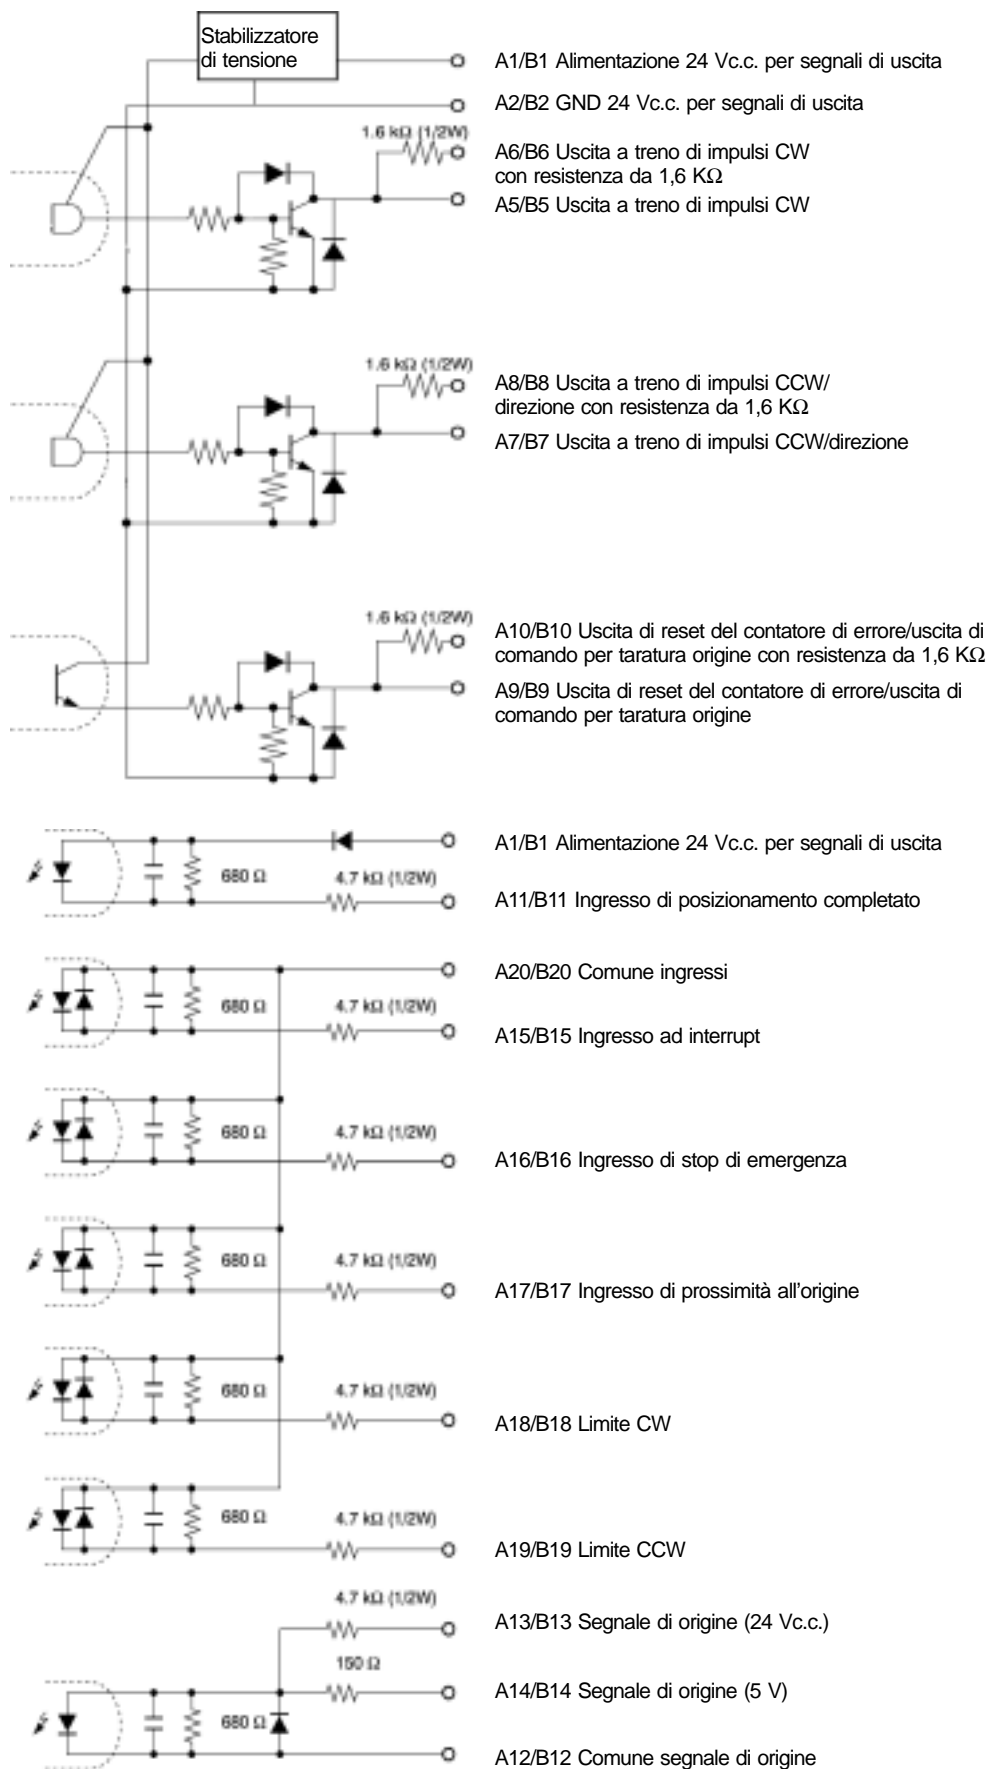 Stabilizzatore
di tensione
A1/B1 Alimentazione 24 Vc.c. per segnali di uscita
A2/B2 GND 24 Vc.c. per segnali di uscita
1.6 kΩ (1/2W)
A6/B6 Uscita a treno di impulsi CW
con resistenza da 1,6 KΩ
A5/B5 Uscita a treno di impulsi CW
1.6 kΩ (1/2W)
A8/B8 Uscita a treno di impulsi CCW/
direzione con resistenza da 1,6 KΩ
A7/B7 Uscita a treno di impulsi CCW/direzione
1.6 kΩ (1/2W)
A10/B10 Uscita di reset del contatore di errore/uscita di
comando per taratura origine con resistenza da 1,6 KΩ
A9/B9 Uscita di reset del contatore di errore/uscita di
comando per taratura origine
A1/B1 Alimentazione 24 Vc.c. per segnali di uscita
680 Ω
4.7 kΩ (1/2W)
A11/B11 Ingresso di posizionamento completato
A20/B20 Comune ingressi
680 Ω
4.7 kΩ (1/2W)
A15/B15 Ingresso ad interrupt
680 Ω
4.7 kΩ (1/2W)
A16/B16 Ingresso di stop di emergenza
680 Ω
4.7 kΩ (1/2W)
A17/B17 Ingresso di prossimità all'origine
680 Ω
4.7 kΩ (1/2W)
A18/B18 Limite CW
680 Ω
4.7 kΩ (1/2W)
A19/B19 Limite CCW
4.7 kΩ (1/2W)
A13/B13 Segnale di origine (24 Vc.c.)
150 Ω
A14/B14 Segnale di origine (5 V)
680 Ω
A12/B12 Comune segnale di origine